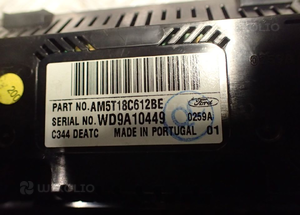 PART NO. AM5T18C612BE
Ford
SERIAL NO. WD9A10449 0259A
C344 DEATC MADE IN PORTUGAL 01